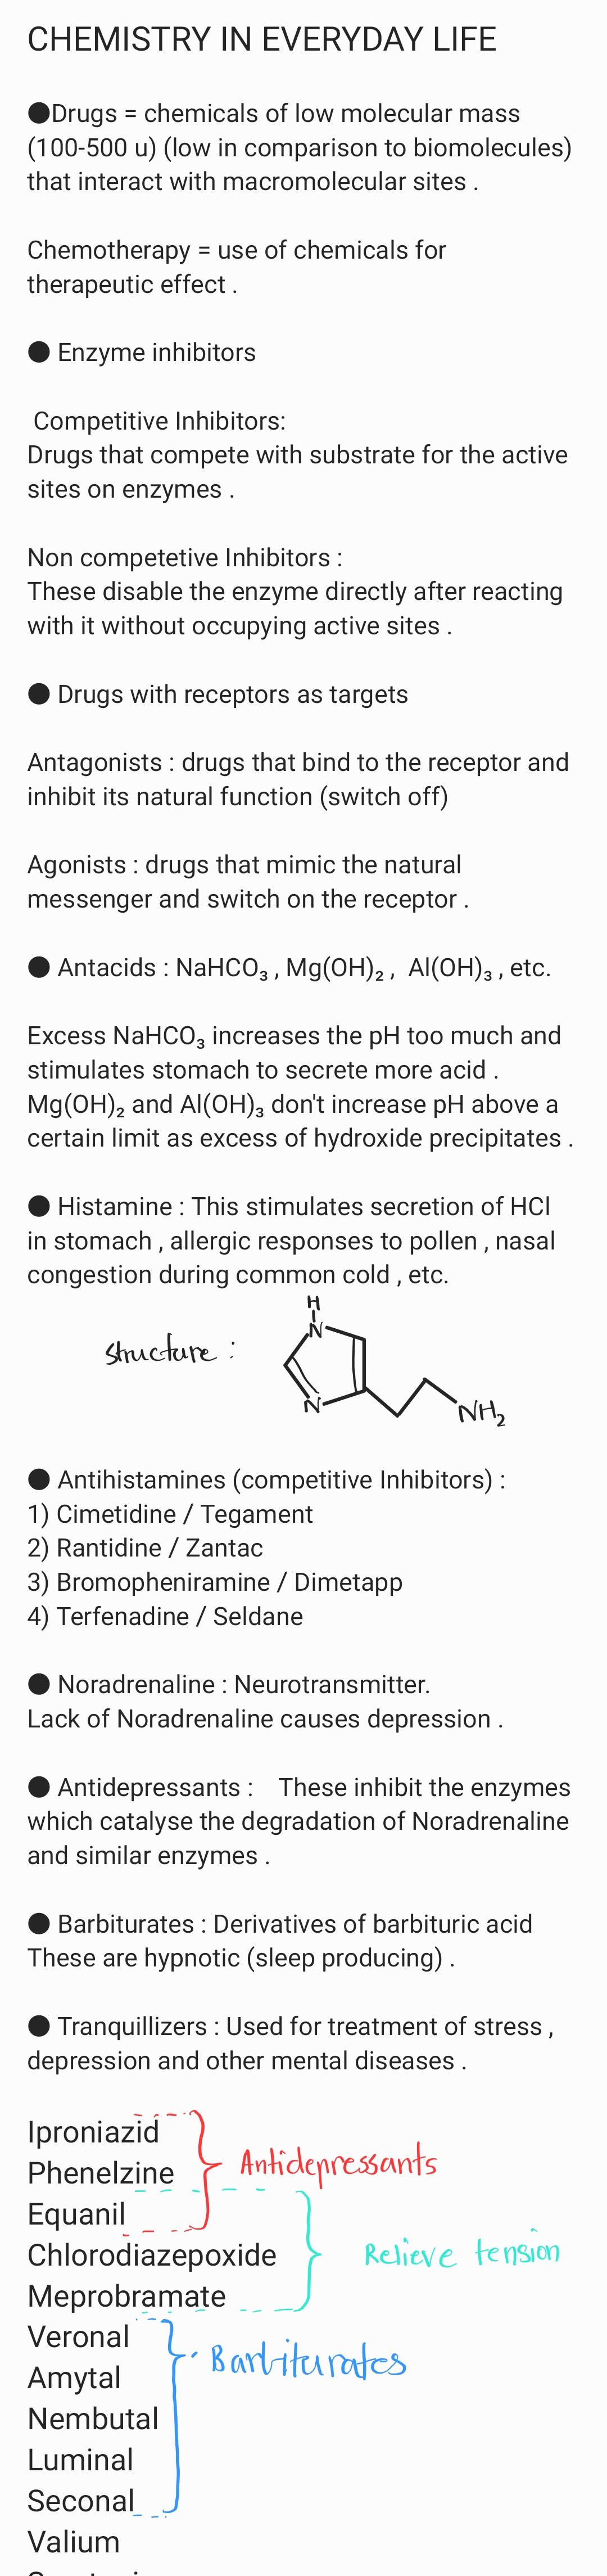 CHEMISTRY IN EVERYDAY LIFE
●Drugs = chemicals of low molecular mass
(100-500 u) (low in comparison to biomolecules)
that interact with macromolecular sites .
Chemotherapy = use of chemicals for
therapeutic effect .
● Enzyme inhibitors
Competitive Inhibitors:
Drugs that compete with substrate for the active
sites on enzymes .
Non competetive Inhibitors :
These disable the enzyme directly after reacting
with it without occupying active sites .
● Drugs with receptors as targets
Antagonists : drugs that bind to the receptor and
inhibit its natural function (switch off)
Agonists : drugs that mimic the natural
messenger and switch on the receptor .
● Antacids : NaHCO₃ , Mg(OH)₂ , Al(OH)₃ , etc.
Excess NaHCO₃ increases the pH too much and
stimulates stomach to secrete more acid .
Mg(OH)₂ and Al(OH)₃ don't increase pH above a
certain limit as excess of hydroxide precipitates .
● Histamine : This stimulates secretion of HCl
in stomach , allergic responses to pollen , nasal
congestion during common cold , etc.
H
structure : N
N
NH₂
● Antihistamines (competitive Inhibitors) :
1) Cimetidine / Tegament
2) Rantidine / Zantac
3) Bromopheniramine / Dimetapp
4) Terfenadine / Seldane
● Noradrenaline : Neurotransmitter.
Lack of Noradrenaline causes depression .
● Antidepressants : These inhibit the enzymes
which catalyse the degradation of Noradrenaline
and similar enzymes .
● Barbiturates : Derivatives of barbituric acid
These are hypnotic (sleep producing) .
● Tranquillizers : Used for treatment of stress ,
depression and other mental diseases .
Iproniazid
Phenelzine Antidepressants
Equanil
Chlorodiazepoxide Relieve tension
Meprobramate
Veronal
Amytal Barbiturates
Nembutal
Luminal
Seconal
Valium